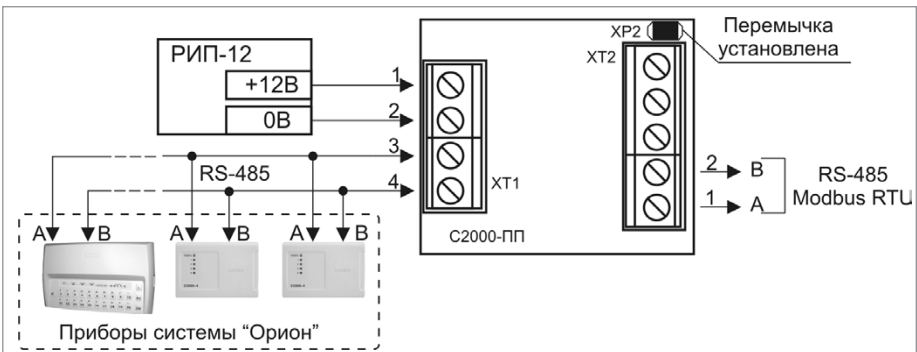 РИП-12
+12В
0В
1
2
3
4
RS-485
XT1
С2000-ПП
XP2
XT2
Перемычка
установлена
2
В
1
А
RS-485
Modbus RTU
А
В
А
В
А
В
Приборы системы “Орион”